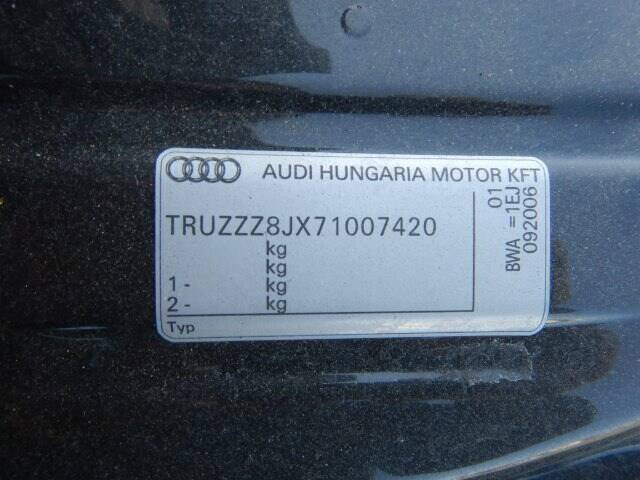 AUDI HUNGARIA MOTOR KFT
TRUZZZ8JX71007420
kg
kg
1 - kg
2 - kg
Typ
01
BWA =1EJ
092006